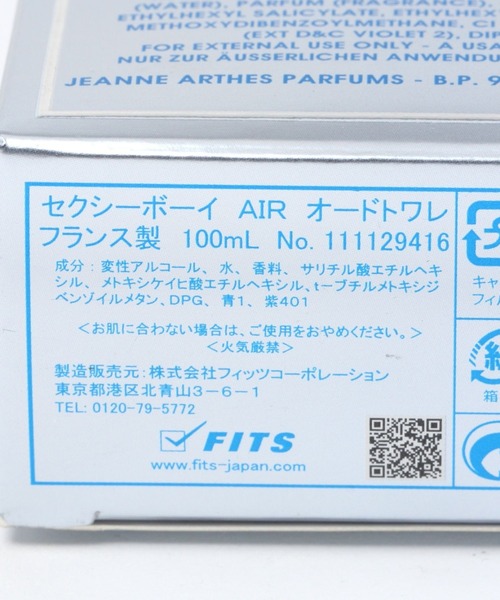 (WATER), PARFUM (FRAGRANCE),
ETHYLHEXYL SALICYLATE,
METHOXYDIBENZOYLMETHANE,
(EXT D&C VIOLET 2),
FOR EXTERNAL USE ONLY - A
NUR ZUR ÄUSSERLICHEN
JEANNE ARTHES PARFUMS - B.P. 9
セクシーボーイ AIR オードトワレ
フランス製 100mL No. 111129416
成分：変性アルコール、水、香料、サリチル酸エチルヘキ
シル、メトキシケイヒ酸エチルヘキシル、t－ブチルメトキシジ
ベンゾイルメタン、DPG、青1、紫401
＜お肌に合わない場合は、ご使用をおやめください。＞
＜火気厳禁＞
製造販売元：株式会社フィッツコーポレーション
東京都港区北青山3－6－1
TEL: 0120-79-5772
FITS
www.fits-japan.com
キャ
フィル
紙
箱